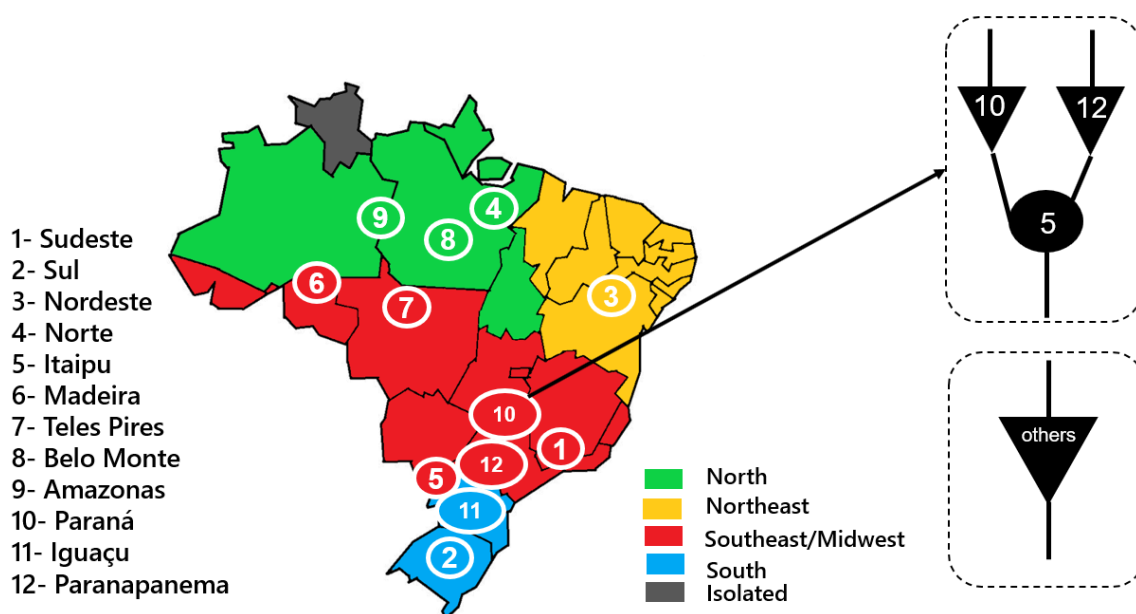 1- Sudeste
2- Sul
3- Nordeste
4- Norte
5- Itaipu
6- Madeira
7- Teles Pires
8- Belo Monte
9- Amazonas
10- Paraná
11- Iguaçu
12- Paranapanema
9
4
8
6
7
3
10
1
12
5
11
2
North
Northeast
Southeast/Midwest
South
Isolated
10
12
5
others